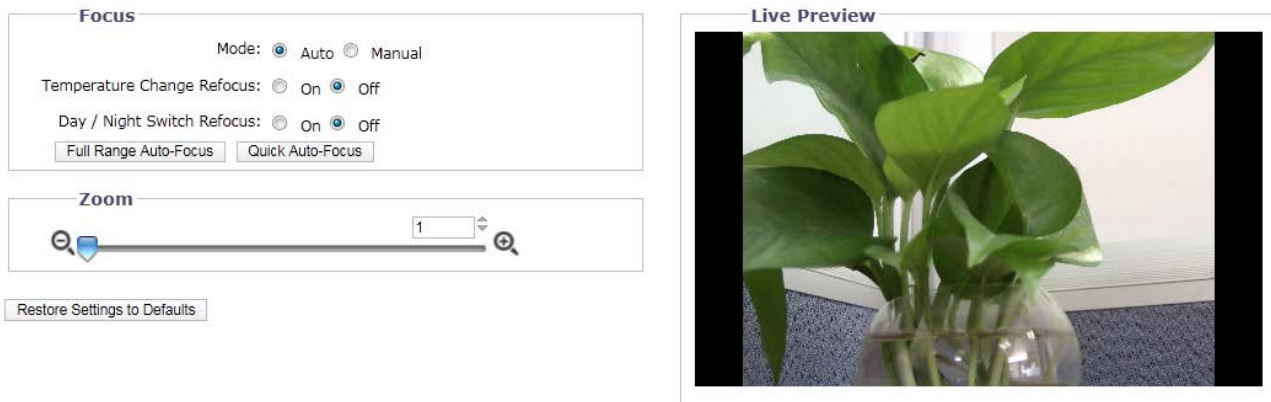 Focus
Mode: Auto Manual
Temperature Change Refocus: On Off
Day / Night Switch Refocus: On Off
Full Range Auto-Focus Quick Auto-Focus
Zoom
1
Restore Settings to Defaults
Live Preview